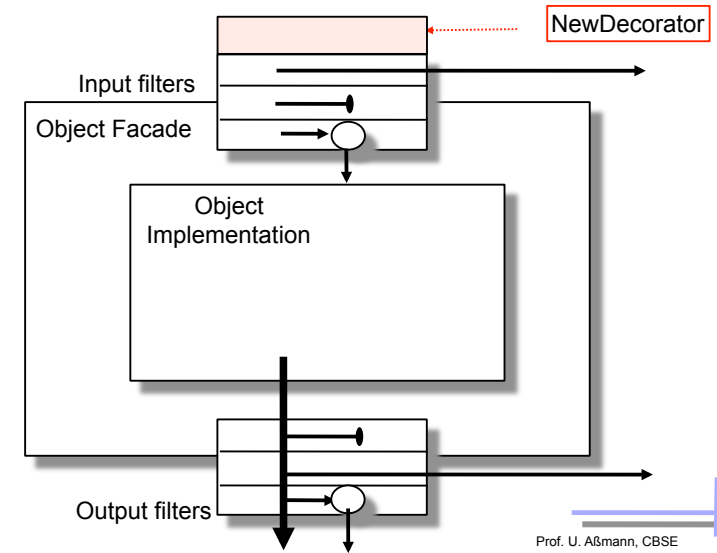 NewDecorator
Input filters
Object Facade
Object
Implementation
Output filters
Prof. U. Aßmann, CBSE